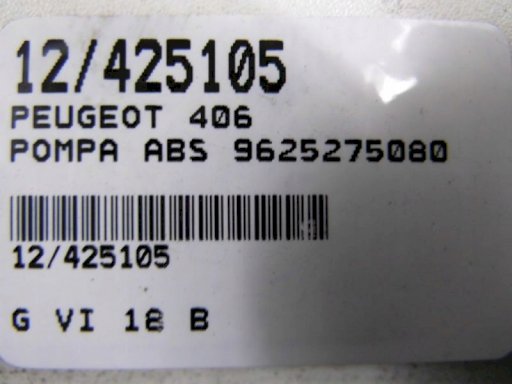 12/425105
PEUGEOT 406
POMPA ABS 9625275080
12/425105
G VI 18 B